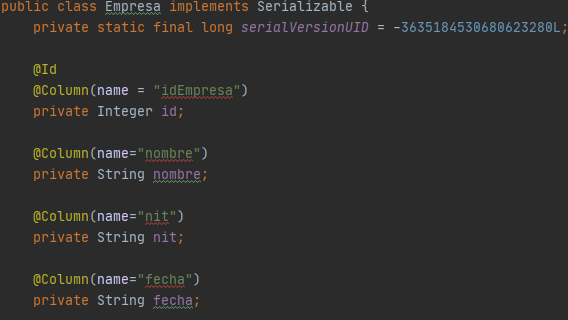 public class Empresa implements Serializable {
private static final long serialVersionUID = -3635184530680623280L;
@Id
@Column(name = "idEmpresa")
private Integer id;
@Column(name="nombre")
private String nombre;
@Column(name="nit")
private String nit;
@Column(name="fecha")
private String fecha;